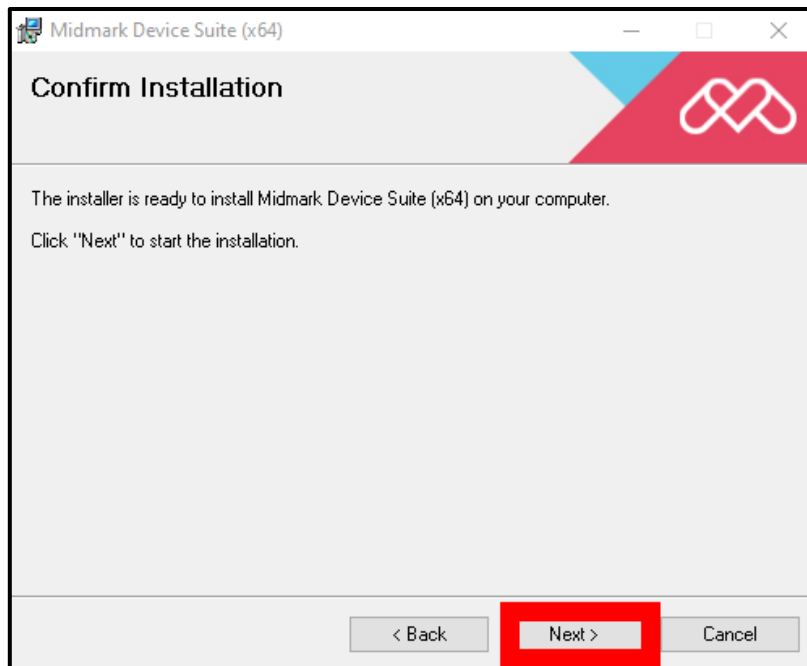 Midmark Device Suite (x64)
Confirm Installation
The installer is ready to install Midmark Device Suite (x64) on your computer.
Click "Next" to start the installation.
< Back Next > Cancel